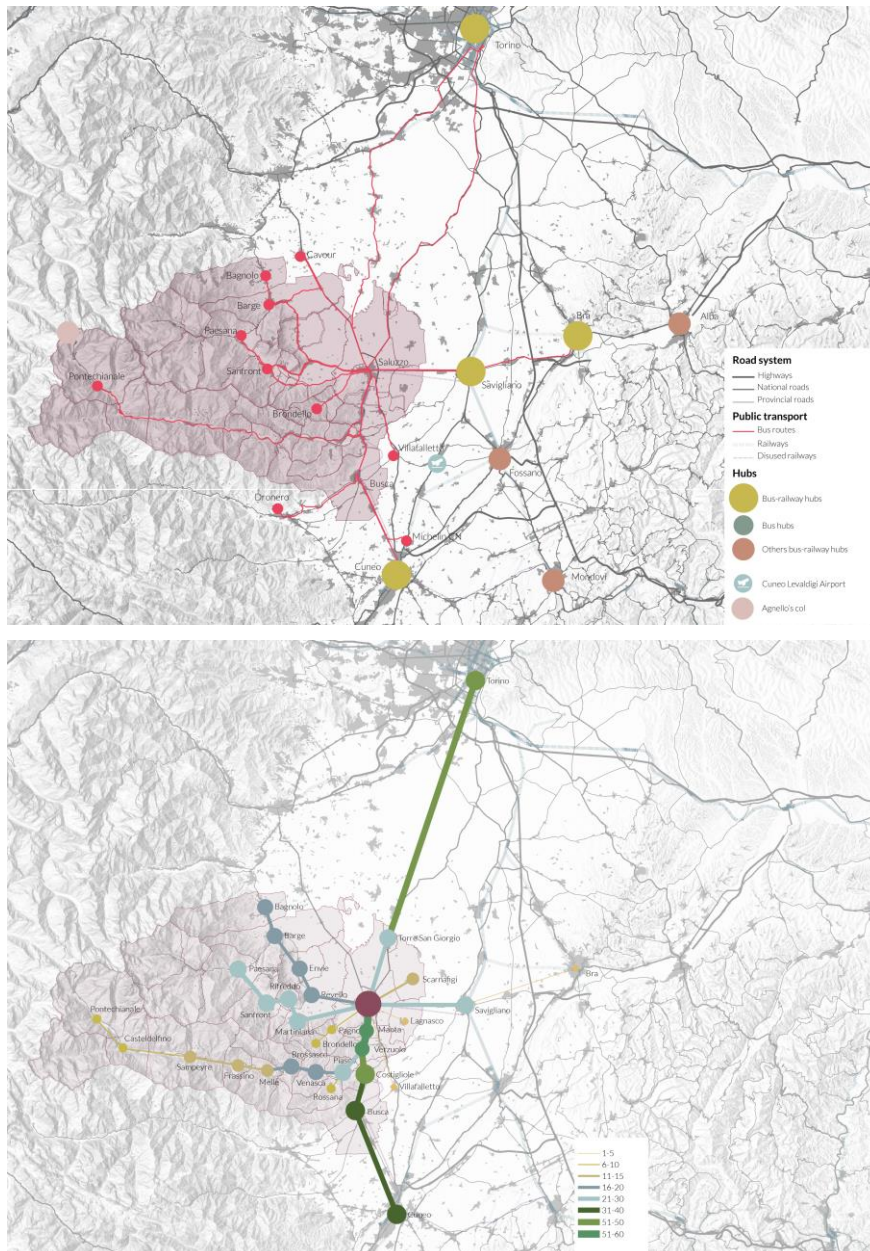 Torino
Cavour
Bagnolo
Barge
Bra
Alba
Paesana
Saluzzo
Sanfront
Savigliano
Pontechianale
Brondello
Villafalletto
Fossano
Busca
Dronero
Cuneo
Mondovì
Road system
Highways
National roads
Provincial roads
Public transport
Bus routes
Railways
Disused railways
Hubs
Bus-railway hubs
Bus hubs
Others bus-railway hubs
Cuneo Levaldigi Airport
Agnello's col
Torino
Bagnolo
Barge
Torre San Giorgio
Paesana
Envie
Scarnafigi
Bra
Rifreddo
Revello
Sanfront
Savigliano
Pontechianale
Martiniana
Lagnasco
Pagno
Manta
Casteldelfino
Brondello
Verzuolo
Sampeyre
Brossasco
Frassino
Melle
Venasca
Costigliole
Rossana
Villafalletto
Busca
Cuneo
1-5
6-10
11-15
16-20
21-30
31-40
51-50
51-60